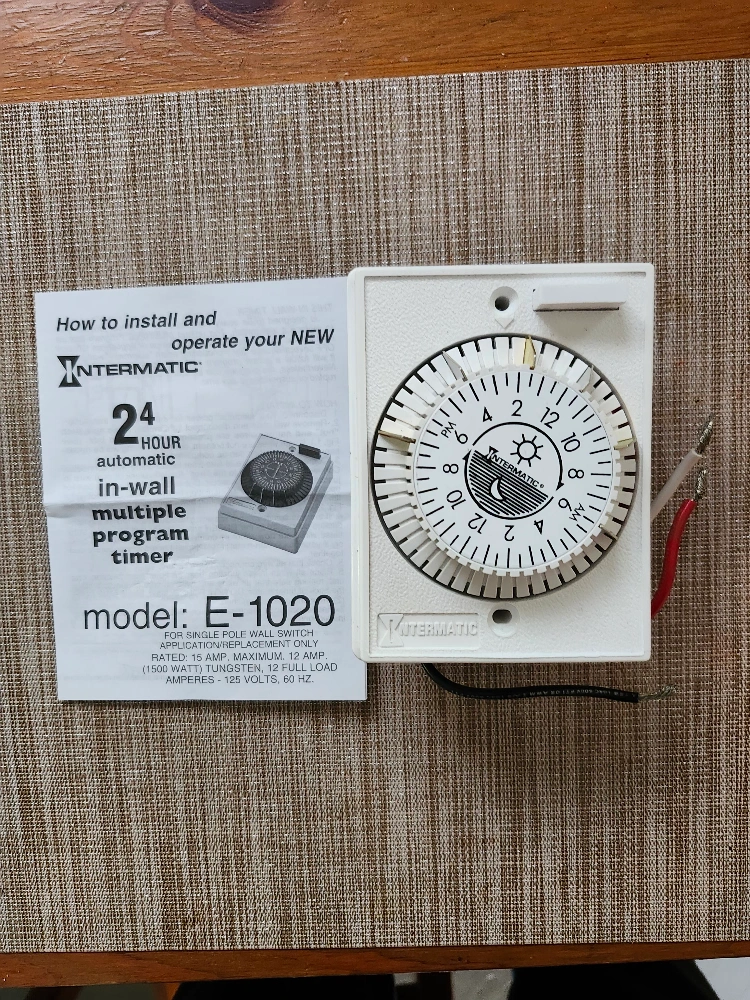 How to install and
operate your NEW
INTERMATIC®
24
HOUR
automatic
in-wall
multiple
program
timer
model: E-1020
FOR SINGLE POLE WALL SWITCH
APPLICATION/REPLACEMENT ONLY
RATED: 15 AMP. MAXIMUM, 12 AMP.
(1500 WATT) TUNGSTEN, 12 FULL LOAD
AMPERES - 125 VOLTS, 60 HZ.
PM 6 4 2 12 10 8 6 AM 4 2 12 10 8
INTERMATIC®
INTERMATIC